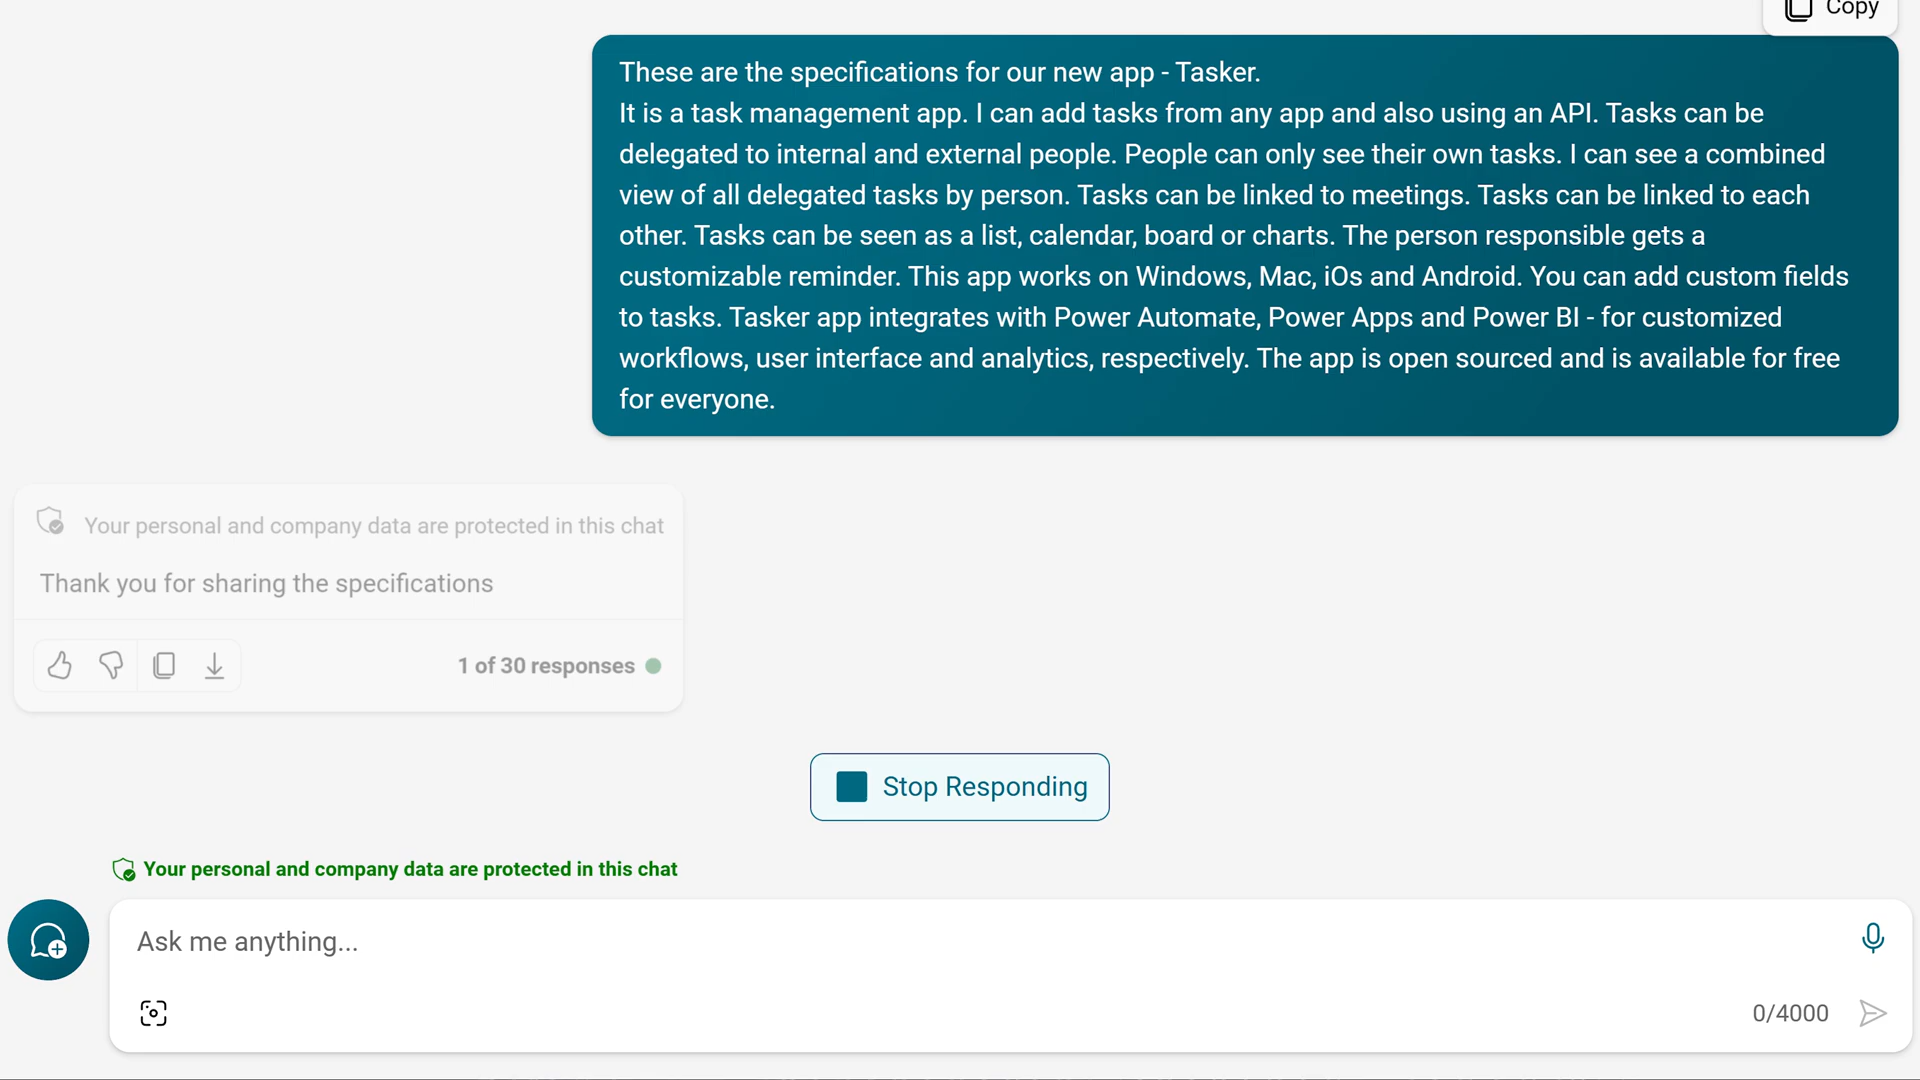 Copy
These are the specifications for our new app - Tasker.
It is a task management app. I can add tasks from any app and also using an API. Tasks can be
delegated to internal and external people. People can only see their own tasks. I can see a combined
view of all delegated tasks by person. Tasks can be linked to meetings. Tasks can be linked to each
other. Tasks can be seen as a list, calendar, board or charts. The person responsible gets a
customizable reminder. This app works on Windows, Mac, iOs and Android. You can add custom fields
to tasks. Tasker app integrates with Power Automate, Power Apps and Power BI - for customized
workflows, user interface and analytics, respectively. The app is open sourced and is available for free
for everyone.
Your personal and company data are protected in this chat
Thank you for sharing the specifications
1 of 30 responses
Stop Responding
Your personal and company data are protected in this chat
Ask me anything...
0/4000